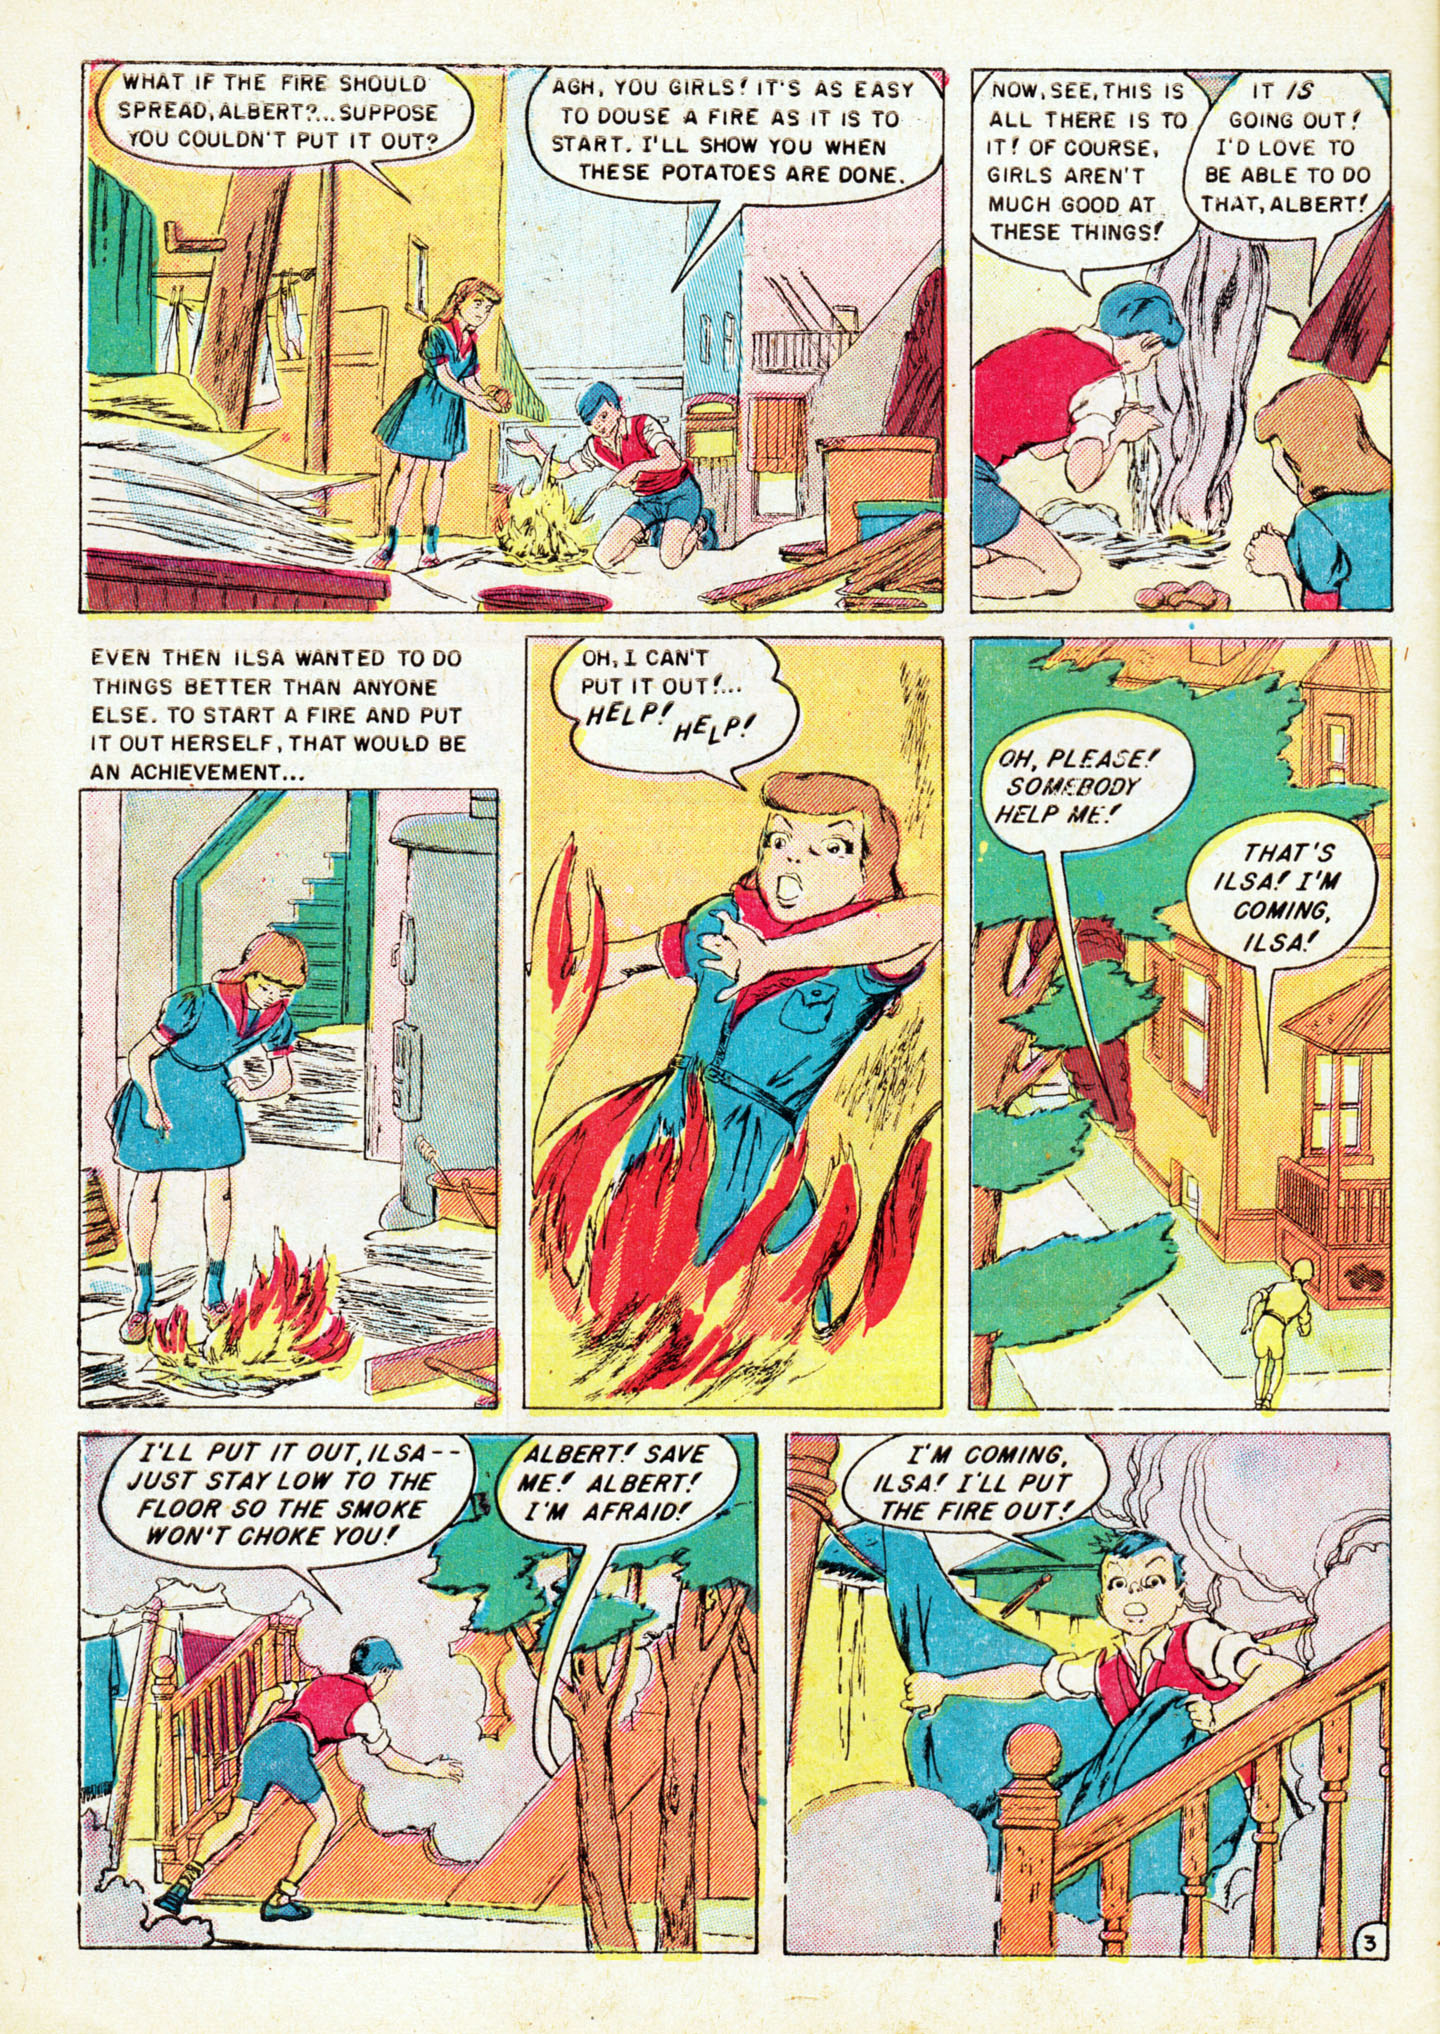 WHAT IF THE FIRE SHOULD
SPREAD, ALBERT?...SUPPOSE
YOU COULDN'T PUT IT OUT?
AGH, YOU GIRLS! IT'S AS EASY
TO DOUSE A FIRE AS IT IS TO
START. I'LL SHOW YOU WHEN
THESE POTATOES ARE DONE.
NOW, SEE, THIS IS
ALL THERE IS TO
IT! OF COURSE,
GIRLS AREN'T
MUCH GOOD AT
THESE THINGS!
IT IS
GOING OUT!
I'D LOVE TO
BE ABLE TO DO
THAT, ALBERT!
EVEN THEN ILSA WANTED TO DO
THINGS BETTER THAN ANYONE
ELSE. TO START A FIRE AND PUT
IT OUT HERSELF, THAT WOULD BE
AN ACHIEVEMENT...
OH, I CAN'T
PUT IT OUT!...
HELP! HELP!
OH, PLEASE!
SOMEBODY
HELP ME!
THAT'S
ILSA! I'M
COMING,
ILSA!
I'LL PUT IT OUT, ILSA--
JUST STAY LOW TO THE
FLOOR SO THE SMOKE
WON'T CHOKE YOU!
ALBERT! SAVE
ME! ALBERT!
I'M AFRAID!
I'M COMING,
ILSA! I'LL PUT
THE FIRE OUT!
3